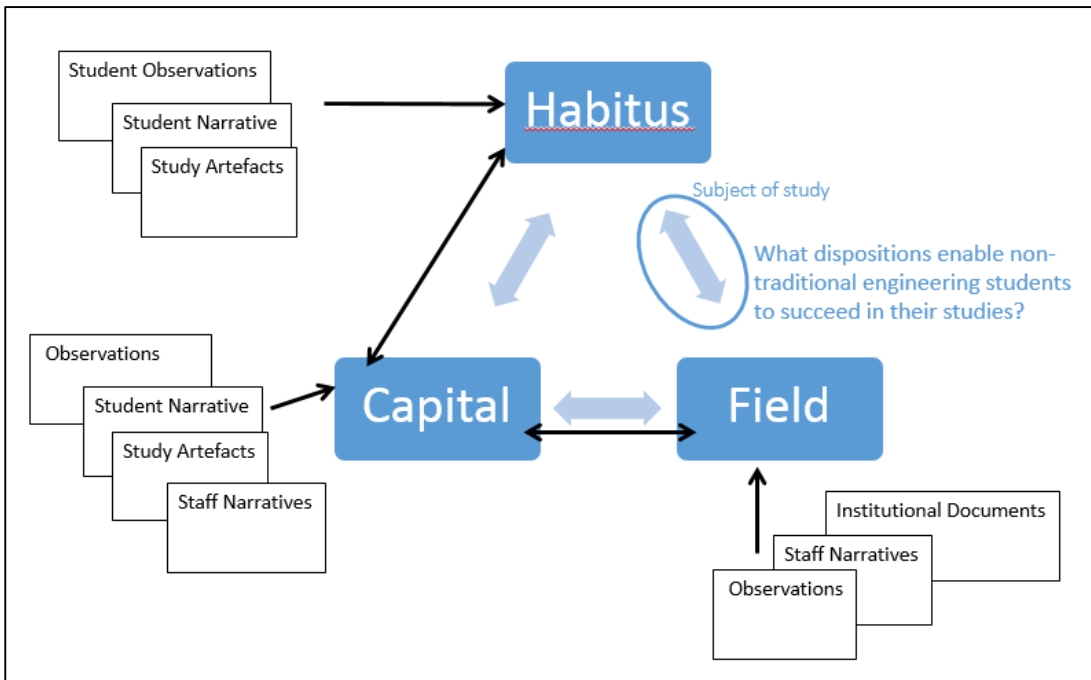 Student Observations
Student Narrative
Study Artefacts
Habitus
Subject of study
What dispositions enable non-
traditional engineering students
to succeed in their studies?
Observations
Student Narrative
Study Artefacts
Staff Narratives
Capital
Field
Institutional Documents
Staff Narratives
Observations